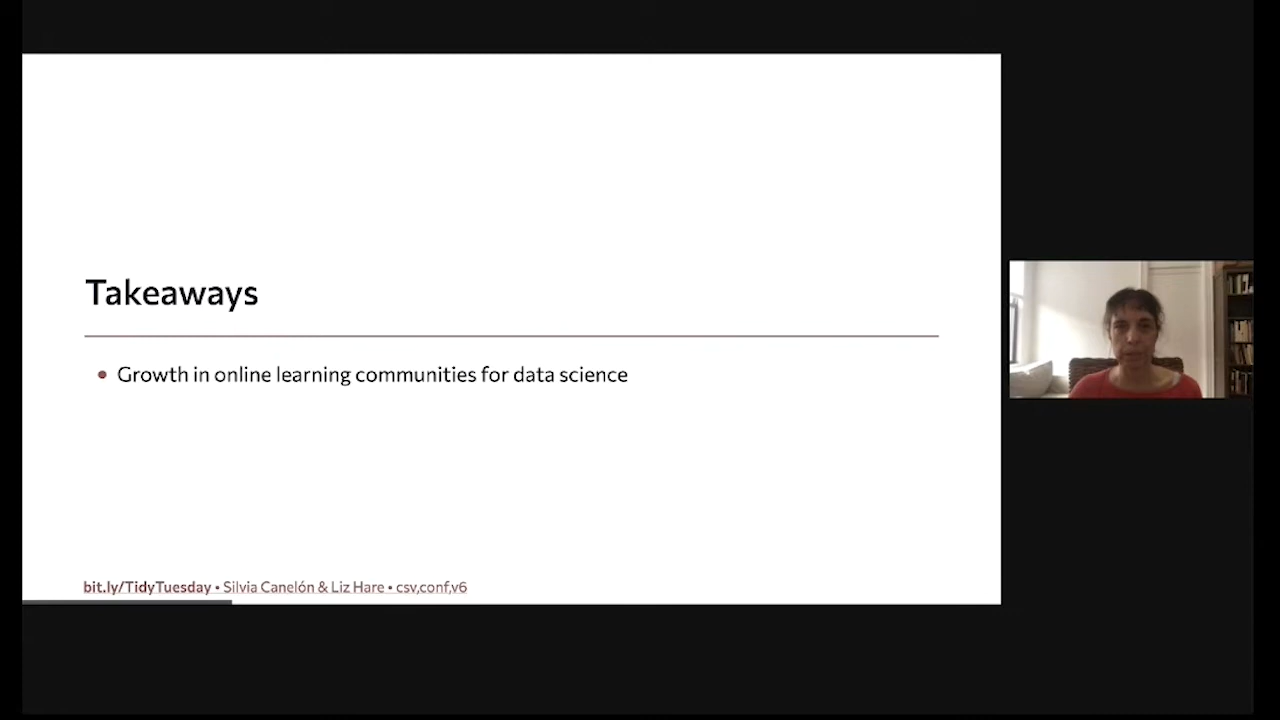 Takeaways
Growth in online learning communities for data science
bit.ly/TidyTuesday • Silvia Canelón & Liz Hare • csv,conf,v6